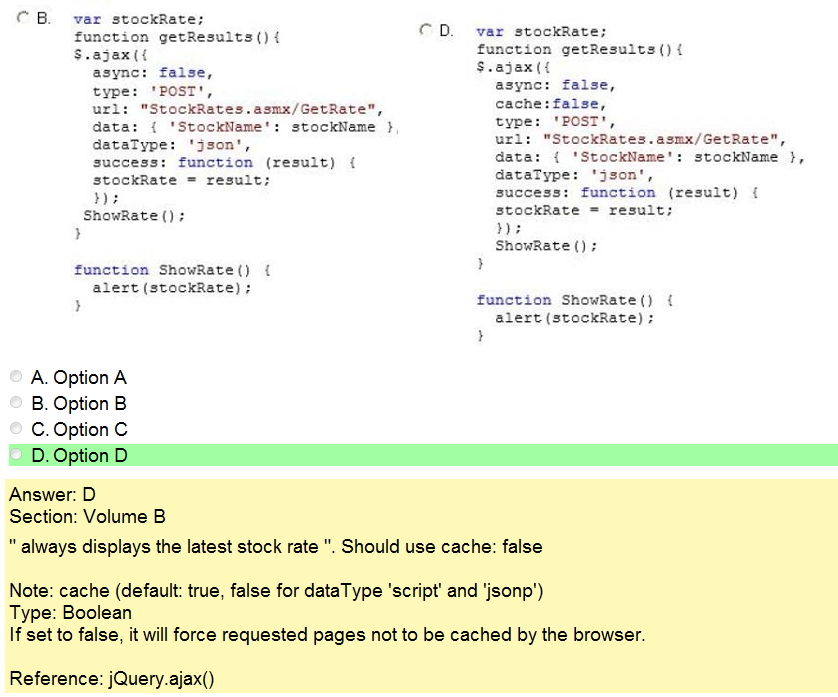 B. var stockRate;
function getResults(){
$.ajax({
async: false,
type: 'POST',
url: "StockRates.asmx/GetRate",
data: { 'StockName': stockName },
dataType: 'json',
success: function (result) {
stockRate = result;
});
ShowRate();
}
function ShowRate() {
alert(stockRate);
}
D. var stockRate;
function getResults(){
$.ajax({
async: false,
cache:false,
type: 'POST',
url: "StockRates.asmx/GetRate",
data: { 'StockName': stockName },
dataType: 'json',
success: function (result) {
stockRate = result;
});
ShowRate();
}
function ShowRate() {
alert(stockRate);
}
A. Option A
B. Option B
C. Option C
D. Option D
Answer: D
Section: Volume B
" always displays the latest stock rate ". Should use cache: false
Note: cache (default: true, false for dataType 'script' and 'jsonp')
Type: Boolean
If set to false, it will force requested pages not to be cached by the browser.
Reference: jQuery.ajax()